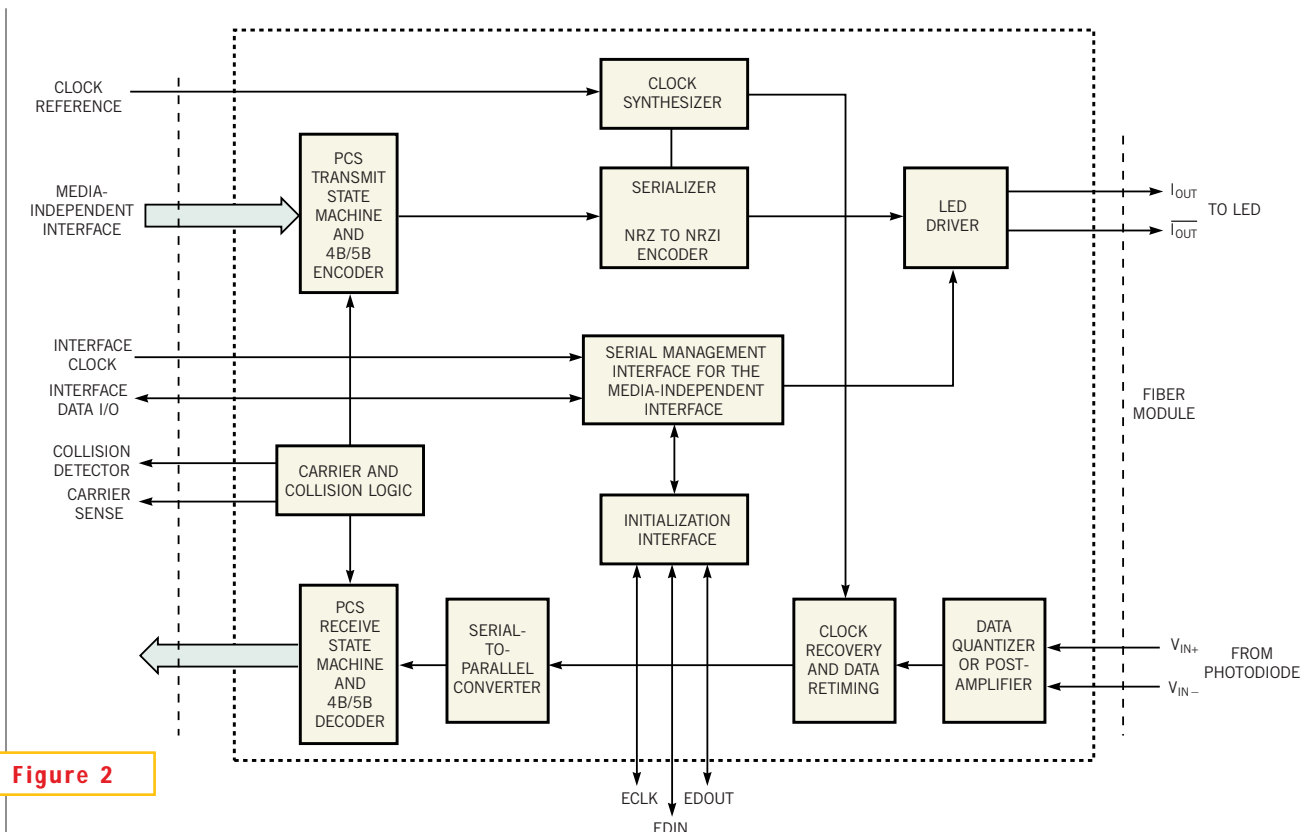 CLOCK
REFERENCE
CLOCK
SYNTHESIZER
MEDIA-
INDEPENDENT
INTERFACE
PCS
TRANSMIT
STATE
MACHINE
AND
4B/5B
ENCODER
SERIALIZER
NRZ TO NRZI
ENCODER
LED
DRIVER
IOUT
IOUT
TO LED
INTERFACE
CLOCK
INTERFACE
DATA I/O
SERIAL MANAGEMENT
INTERFACE FOR THE
MEDIA-INDEPENDENT
INTERFACE
FIBER
MODULE
COLLISION
DETECTOR
CARRIER
SENSE
CARRIER AND
COLLISION LOGIC
INITIALIZATION
INTERFACE
PCS
RECEIVE
STATE
MACHINE
AND
4B/5B
DECODER
SERIAL-
TO-
PARALLEL
CONVERTER
CLOCK
RECOVERY
AND DATA
RETIMING
DATA
QUANTIZER
OR POST-
AMPLIFIER
VIN+
VIN–
FROM
PHOTODIODE
Figure 2
ECLK
EDOUT
EDIN